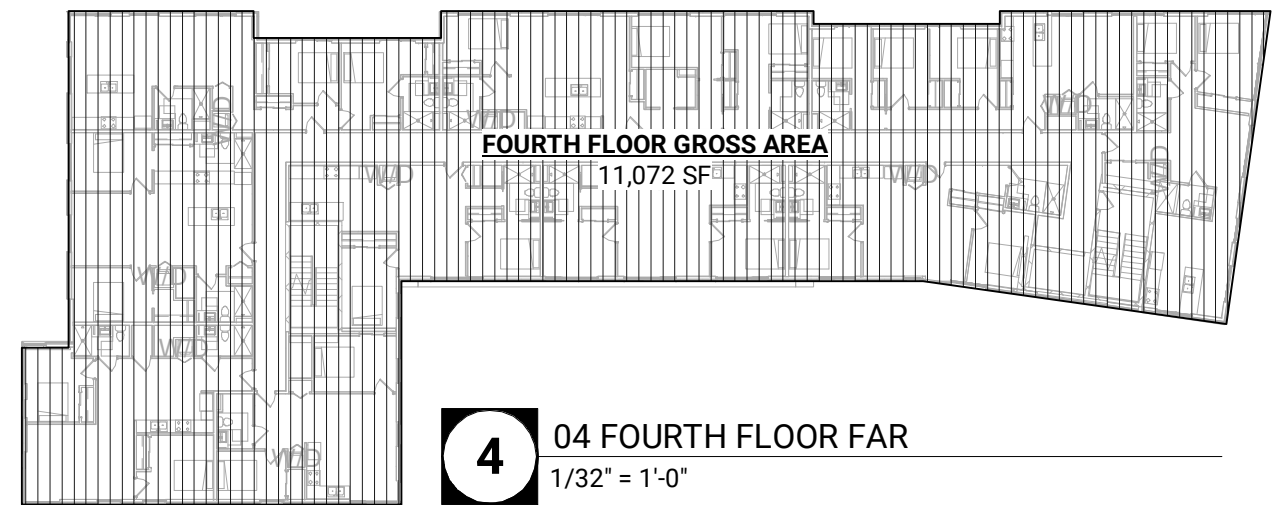 W/D
W/D
W/D
FOURTH FLOOR GROSS AREA
11,072 SF
W/D
W/D
W/D
W/D
W/D
W/D
4
04 FOURTH FLOOR FAR
1/32" = 1'-0"